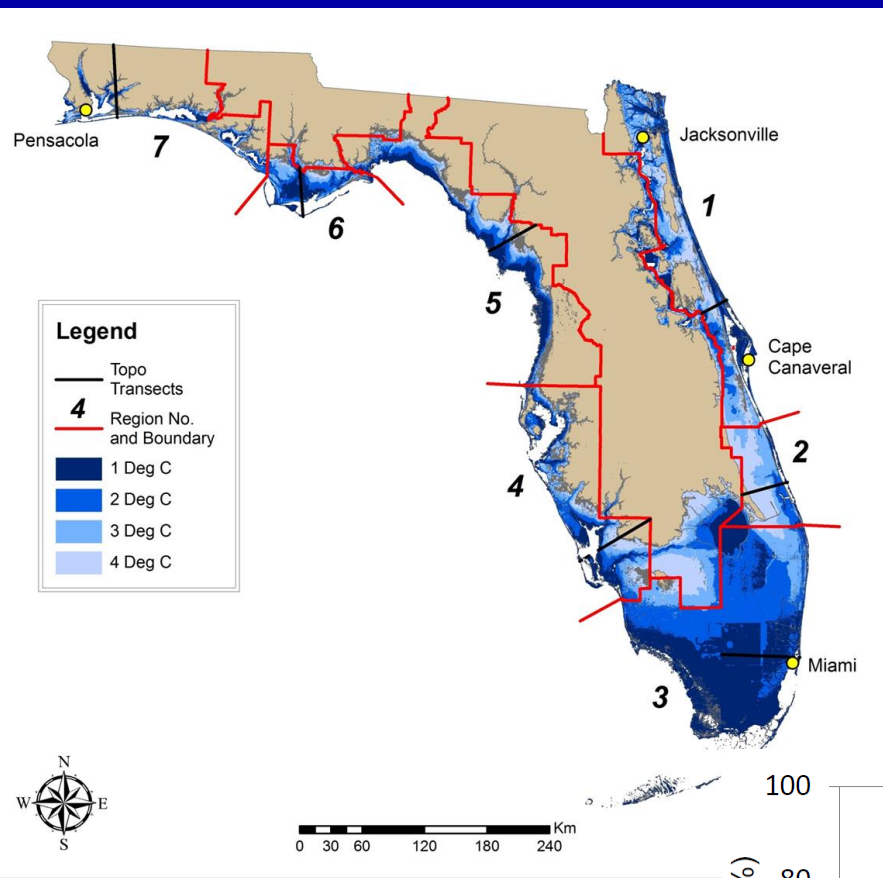 Pensacola
7
6
5
Jacksonville
1
Cape
Canaveral
2
4
3
Miami
Legend
Topo
Transects
4
Region No.
and Boundary
1 Deg C
2 Deg C
3 Deg C
4 Deg C
N
W
E
S
Km
0 30 60 120 180 240
100
80